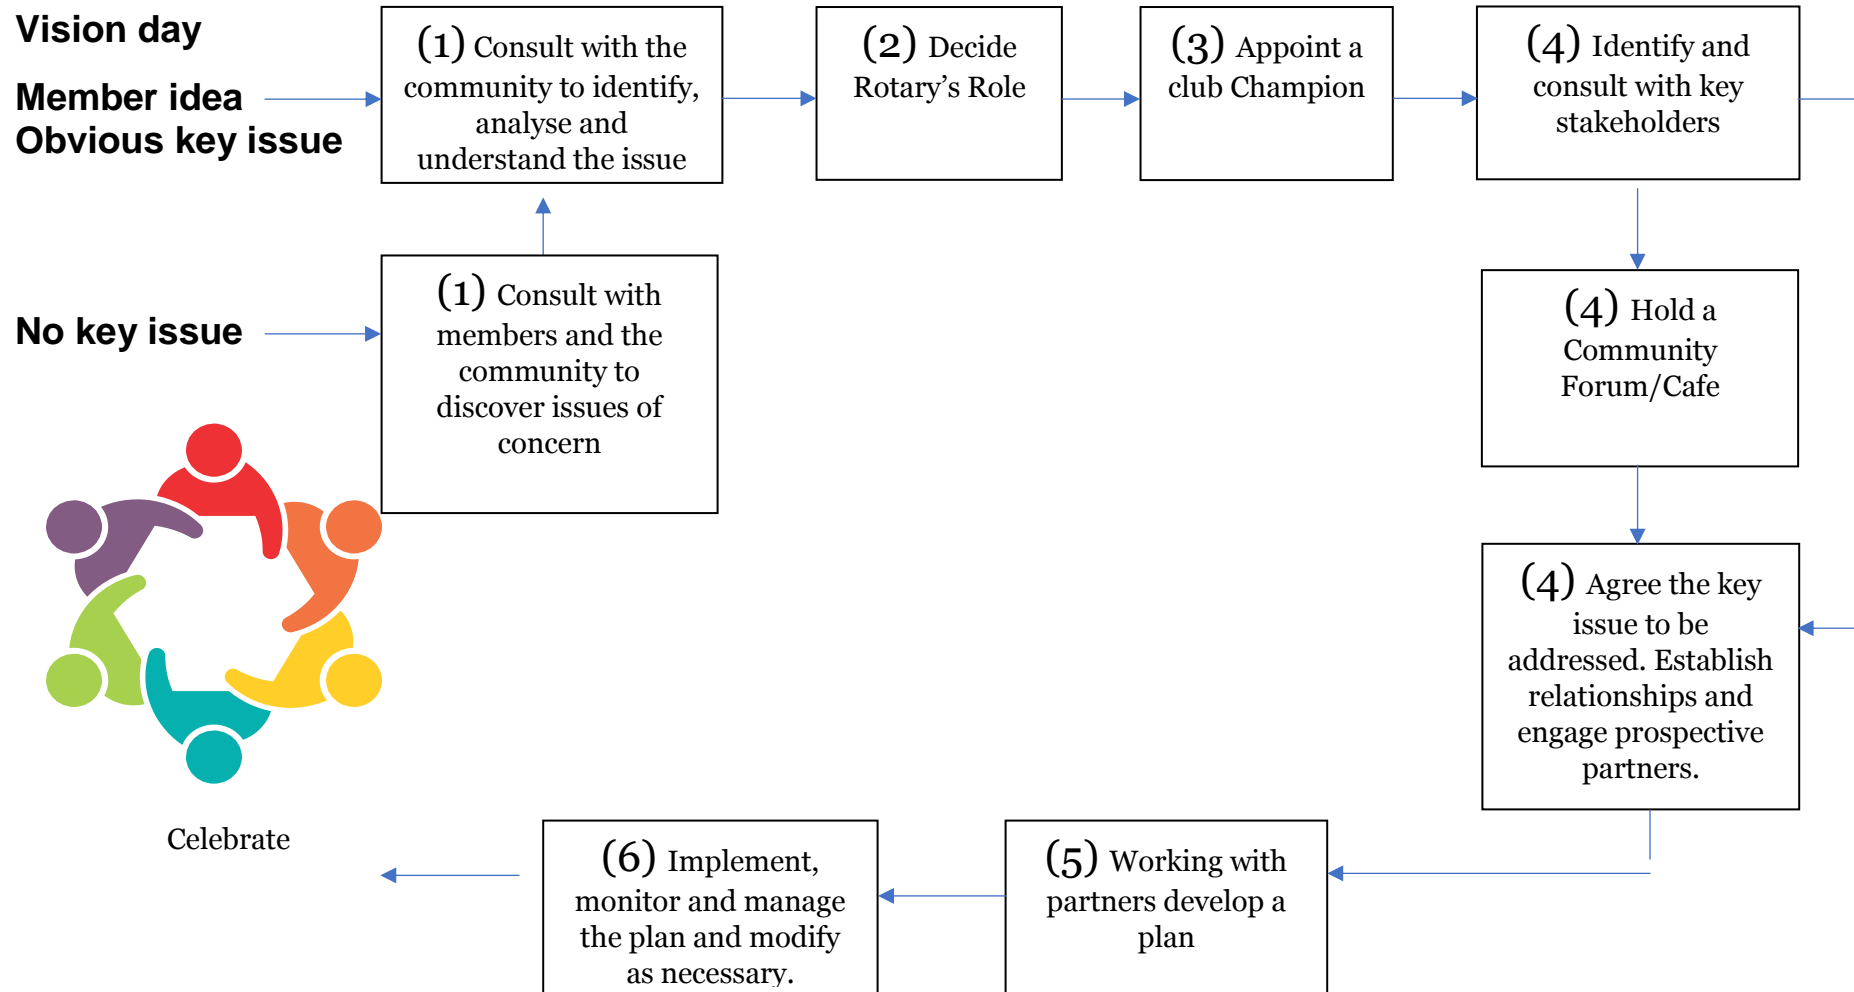 Vision day
Member idea
Obvious key issue
(1) Consult with the
community to identify,
analyse and
understand the issue
(2) Decide
Rotary’s Role
(3) Appoint a
club Champion
(4) Identify and
consult with key
stakeholders
No key issue
(1) Consult with
members and the
community to
discover issues of
concern
(4) Hold a
Community
Forum/Cafe
(4) Agree the key
issue to be
addressed. Establish
relationships and
engage prospective
partners.
Celebrate
(6) Implement,
monitor and manage
the plan and modify
as necessary.
(5) Working with
partners develop a
plan